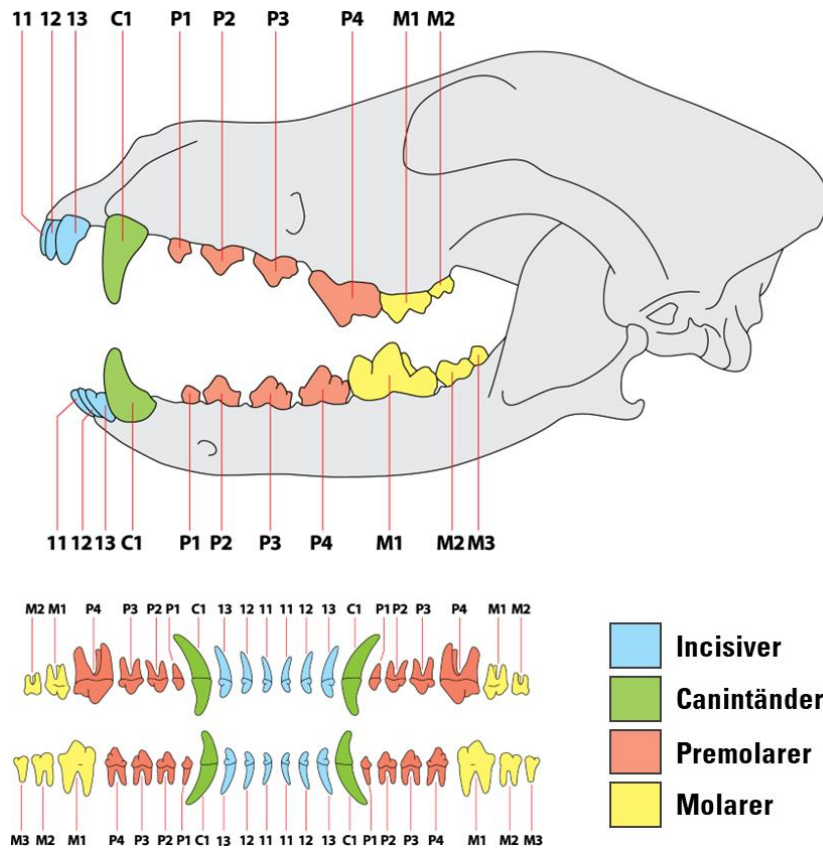 11 12 13 C1 P1 P2 P3 P4 M1 M2
11 12 13 C1 P1 P2 P3 P4 M1 M2 M3
M2 M1 P4 P3 P2 P1 C1 13 12 11 11 12 13 C1 P1 P2 P3 P4 M1 M2
M3 M2 M1 P4 P3 P2 P1 C1 13 12 11 11 12 13 C1 P1 P2 P3 P4 M1 M2 M3
Incisiver
Canintänder
Premolarer
Molarer